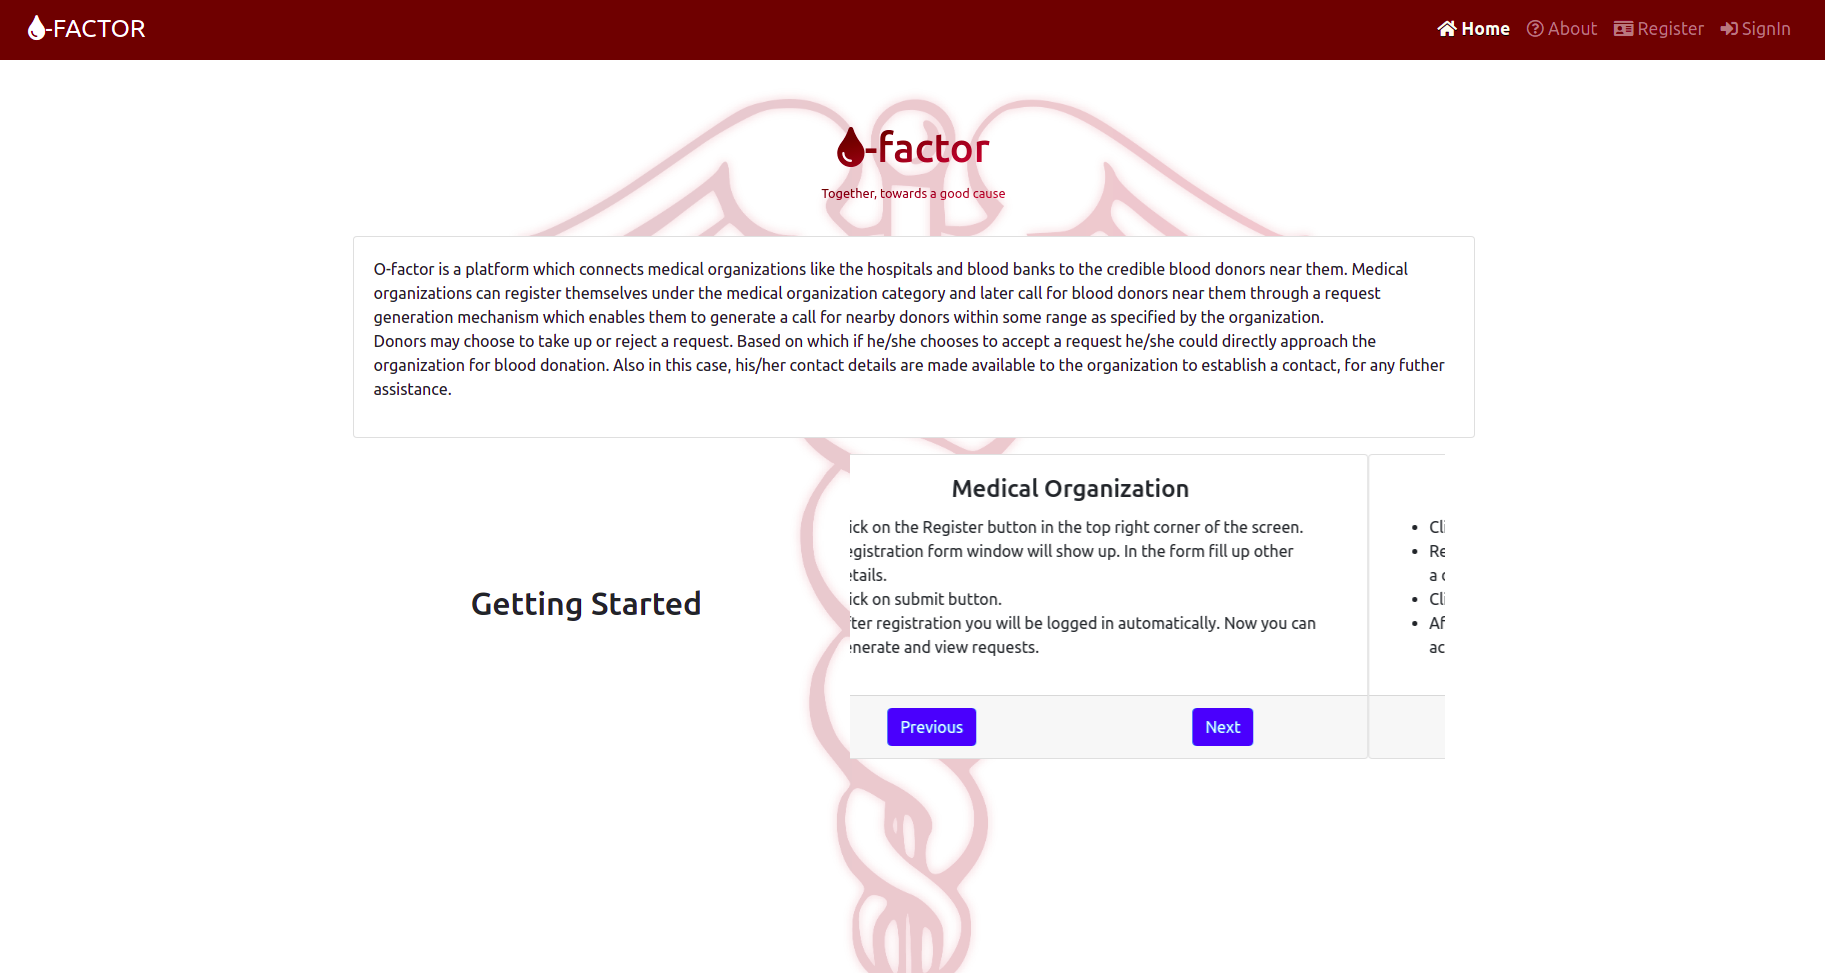 -FACTOR
Home About Register SignIn
-factor
Together, towards a good cause
O-factor is a platform which connects medical organizations like the hospitals and blood banks to the credible blood donors near them. Medical
organizations can register themselves under the medical organization category and later call for blood donors near them through a request
generation mechanism which enables them to generate a call for nearby donors within some range as specified by the organization.
Donors may choose to take up or reject a request. Based on which if he/she chooses to accept a request he/she could directly approach the
organization for blood donation. Also in this case, his/her contact details are made available to the organization to establish a contact, for any futher
assistance.
Getting Started
Medical Organization
ick on the Register button in the top right corner of the screen.
egistration form window will show up. In the form fill up other
etails.
ick on submit button.
ter registration you will be logged in automatically. Now you can
enerate and view requests.
Previous
Next
Cli
Re
a
Cli
Af
ac